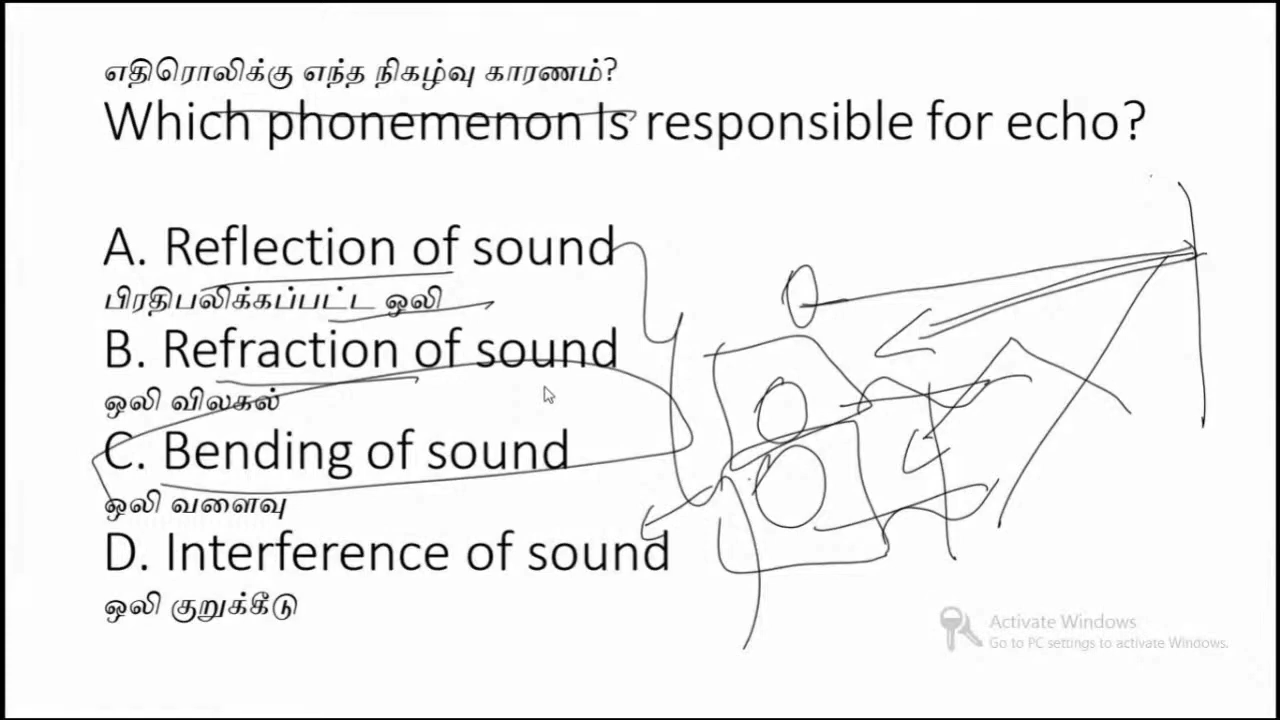 எதிரொலிக்கு எந்த நிகழ்வு காரணம்?
Which phonemenon Is responsible for echo?
A. Reflection of sound
பிரதிபலிக்கப்பட்ட ஒலி
B. Refraction of sound
ஒலி விலகல்
C. Bending of sound
ஒலி வளைவு
D. Interference of sound
ஒலி குறுக்கீடு
Activate Windows
Go to PC settings to activate Windows.